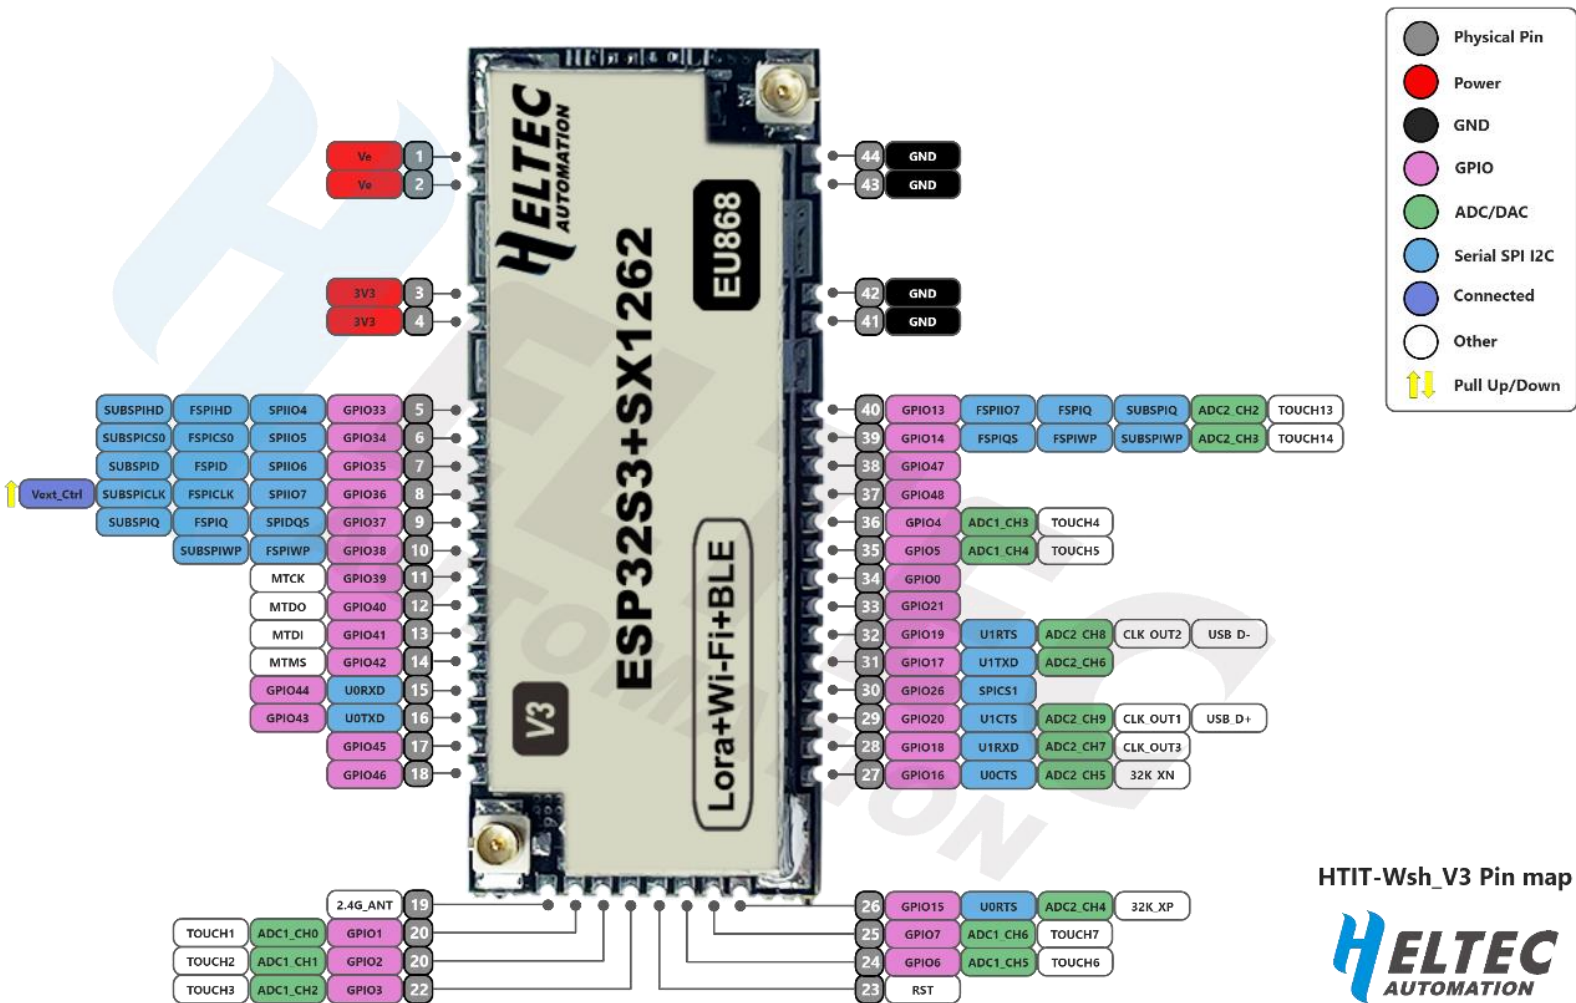 Physical Pin
Power
GND
GPIO
ADC/DAC
Serial SPI I2C
Connected
Other
Pull Up/Down
HELTEC
AUTOMATION
EU868
ESP32S3+SX1262
Lora+Wi-Fi+BLE
V3
Ve 1
Ve 2
3V3 3
3V3 4
SUBSPIHD FSPIHD SPIIO4 GPIO33 5
SUBSPICS0 FSPICS0 SPIIO5 GPIO34 6
SUBSPID FSPID SPIIO6 GPIO35 7
Vext_Ctrl SUBSPICLK FSPICLK SPIIO7 GPIO36 8
SUBSPIQ FSPIQ SPIDQS GPIO37 9
SUBSPIWP FSPIWP GPIO38 10
MTCK GPIO39 11
MTDO GPIO40 12
MTDI GPIO41 13
MTMS GPIO42 14
GPIO44 U0RXD 15
GPIO43 U0TXD 16
GPIO45 17
GPIO46 18
2.4G_ANT 19
TOUCH1 ADC1_CH0 GPIO1 20
TOUCH2 ADC1_CH1 GPIO2 20
TOUCH3 ADC1_CH2 GPIO3 22
44 GND
43 GND
42 GND
41 GND
40 GPIO13 FSPIIO7 FSPIQ SUBSPIQ ADC2_CH2 TOUCH13
39 GPIO14 FSPIQS FSPIWP SUBSPIWP ADC2_CH3 TOUCH14
38 GPIO47
37 GPIO48
36 GPIO4 ADC1_CH3 TOUCH4
35 GPIO5 ADC1_CH4 TOUCH5
34 GPIO0
33 GPIO21
32 GPIO19 U1RTS ADC2_CH8 CLK_OUT2 USB_D-
31 GPIO17 U1TXD ADC2_CH6
30 GPIO26 SPICS1
29 GPIO20 U1CTS ADC2_CH9 CLK_OUT1 USB_D+
28 GPIO18 U1RXD ADC2_CH7 CLK_OUT3
27 GPIO16 U0CTS ADC2_CH5 32K_XN
26 GPIO15 U0RTS ADC2_CH4 32K_XP
25 GPIO7 ADC1_CH6 TOUCH7
24 GPIO6 ADC1_CH5 TOUCH6
23 RST
HTIT-Wsh_V3 Pin map
HELTEC
AUTOMATION
HELTEC
AUTOMATION